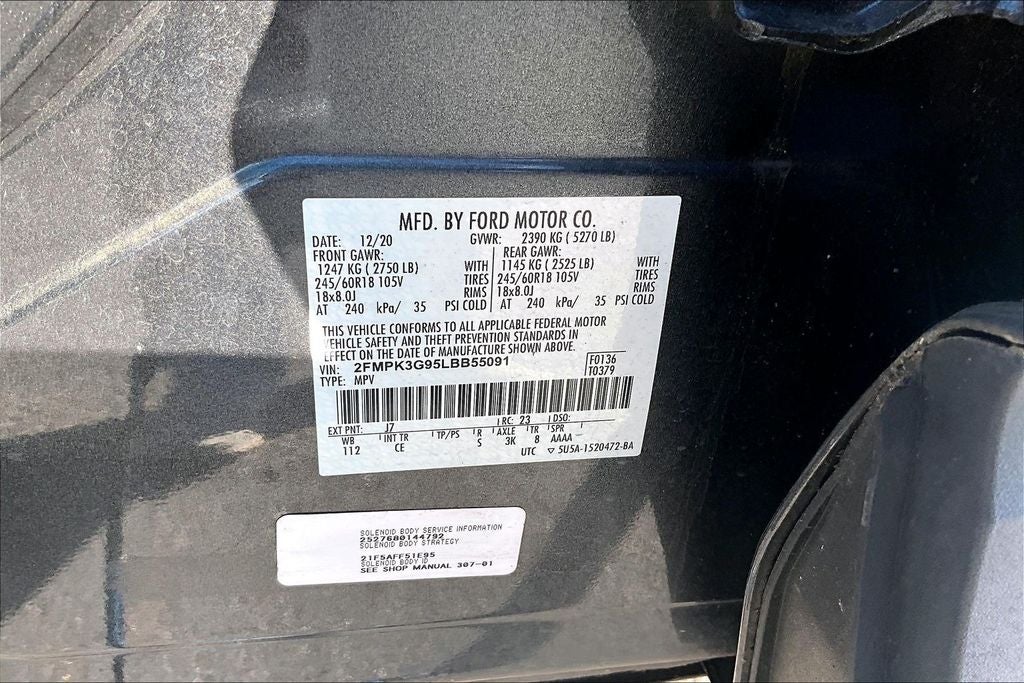 MFD. BY FORD MOTOR CO.
DATE: 12/20 GVWR: 2390 KG ( 5270 LB)
FRONT GAWR: REAR GAWR:
1247 KG ( 2750 LB) WITH 1145 KG ( 2525 LB) WITH
245/60R18 105V TIRES 245/60R18 105V TIRES
18x8.0J RIMS 18x8.0J RIMS
AT 240 kPa/ 35 PSI COLD AT 240 kPa/ 35 PSI COLD
THIS VEHICLE CONFORMS TO ALL APPLICABLE FEDERAL MOTOR
VEHICLE SAFETY AND THEFT PREVENTION STANDARDS IN
EFFECT ON THE DATE OF MANUFACTURE SHOWN ABOVE.
VIN: 2FMPK3G95LBB55091 F0136
TYPE: MPV T0379
EXT PNT: J7 RC: 23 DSO:
WB INT TR TP/PS R AXLE TR SPR
112 CE S 3K 8 AAAA
UTC ▽ 5U5A-1520472-BA
SOLENOID BODY SERVICE INFORMATION
2527680144792
SOLENOID BODY STRATEGY
21F5AFF51E95
SOLENOID BODY ID
SEE SHOP MANUAL 307-01